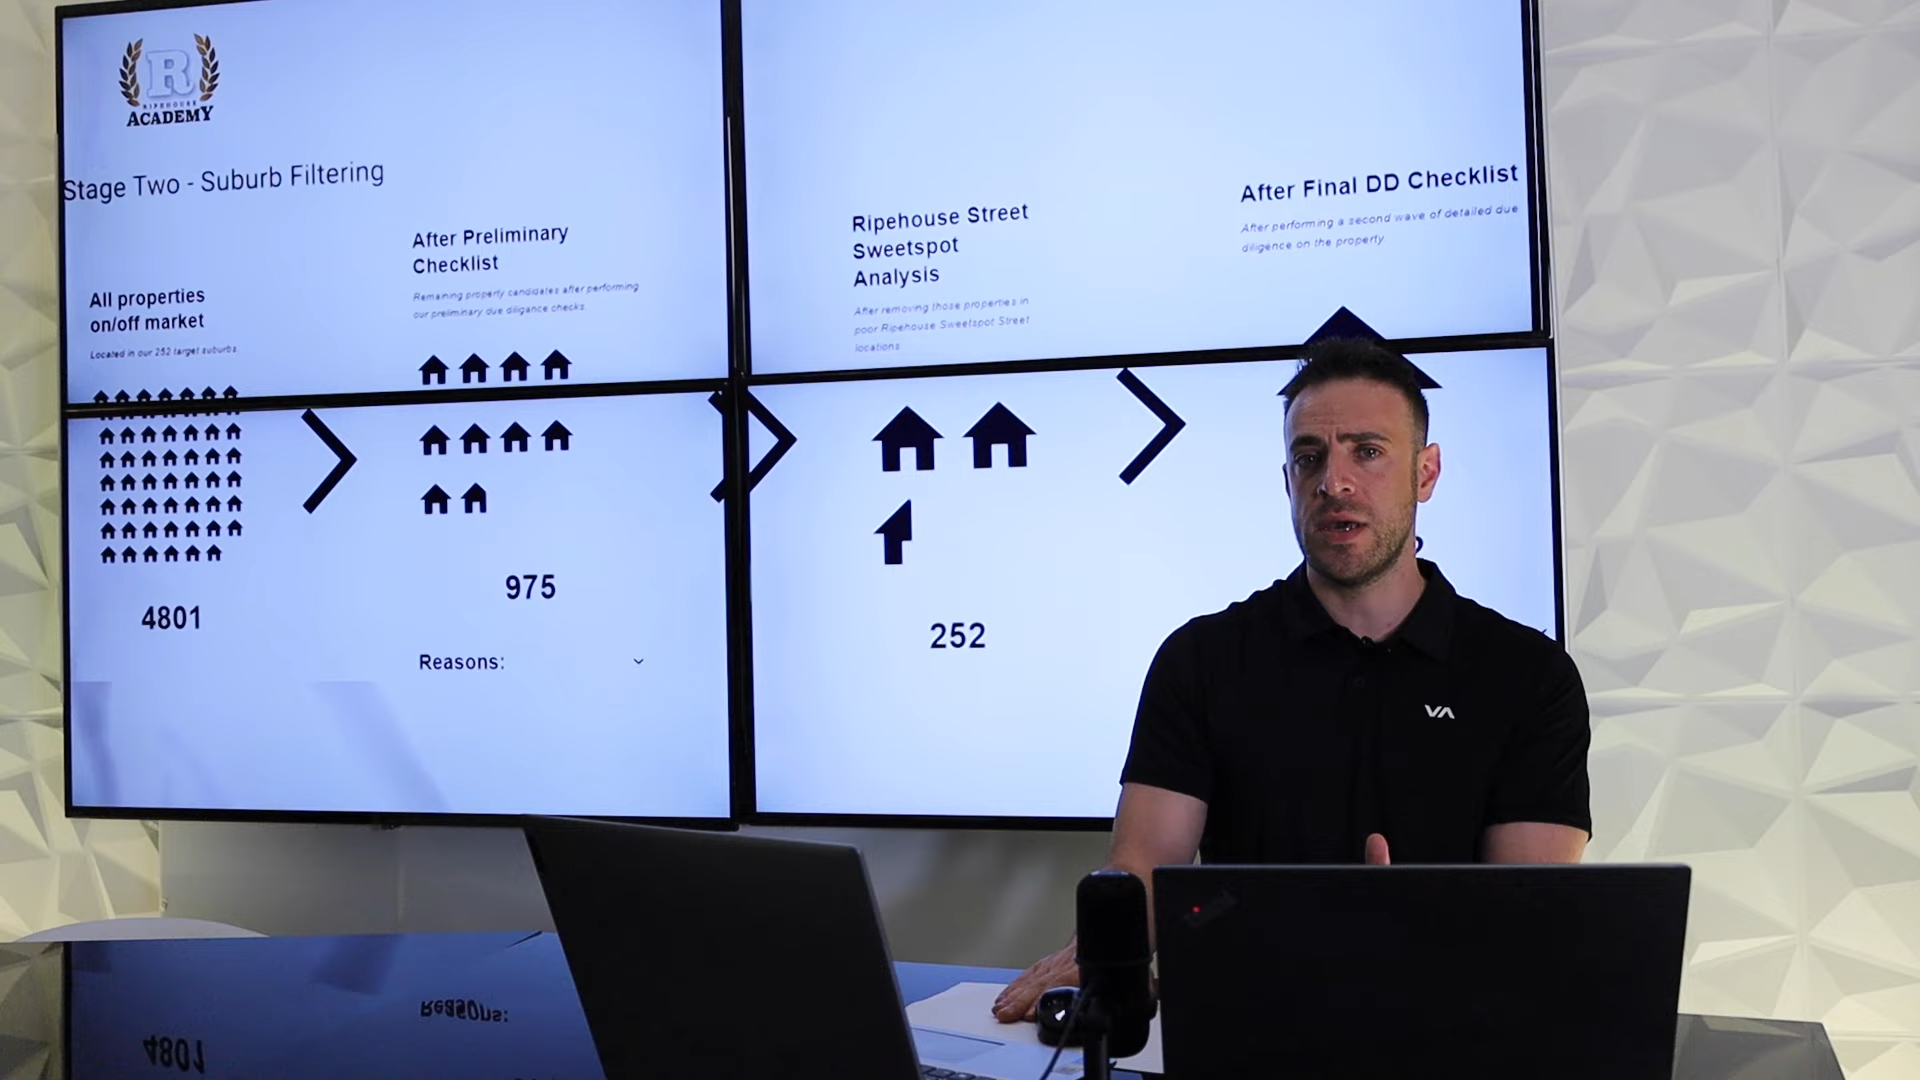 R
RIPEHOUSE
ACADEMY
Stage Two - Suburb Filtering
All properties
on/off market
Located in our 252 target suburbs.
4801
After Preliminary
Checklist
Remaining property candidates after performing
our preliminary due diligance checks.
975
Reasons:
Ripehouse Street
Sweetspot
Analysis
After removing those properties in
poor Ripehouse Sweetspot Street
locations.
252
After Final DD Checklist
After performing a second wave of detailed due
diligence on the property.
VA
Reasons:
4801